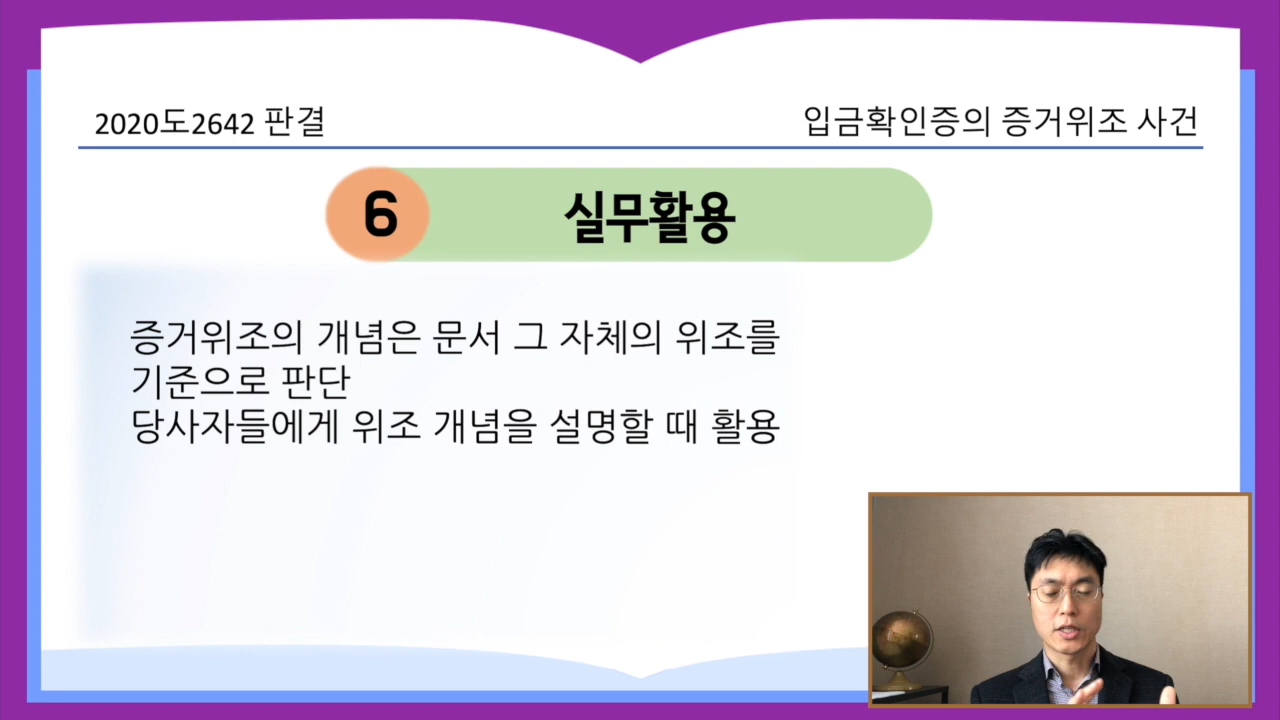 2020도2642 판결
입금확인증의 증거위조 사건
6
실무활용
증거위조의 개념은 문서 그 자체의 위조를
기준으로 판단
당사자들에게 위조 개념을 설명할 때 활용